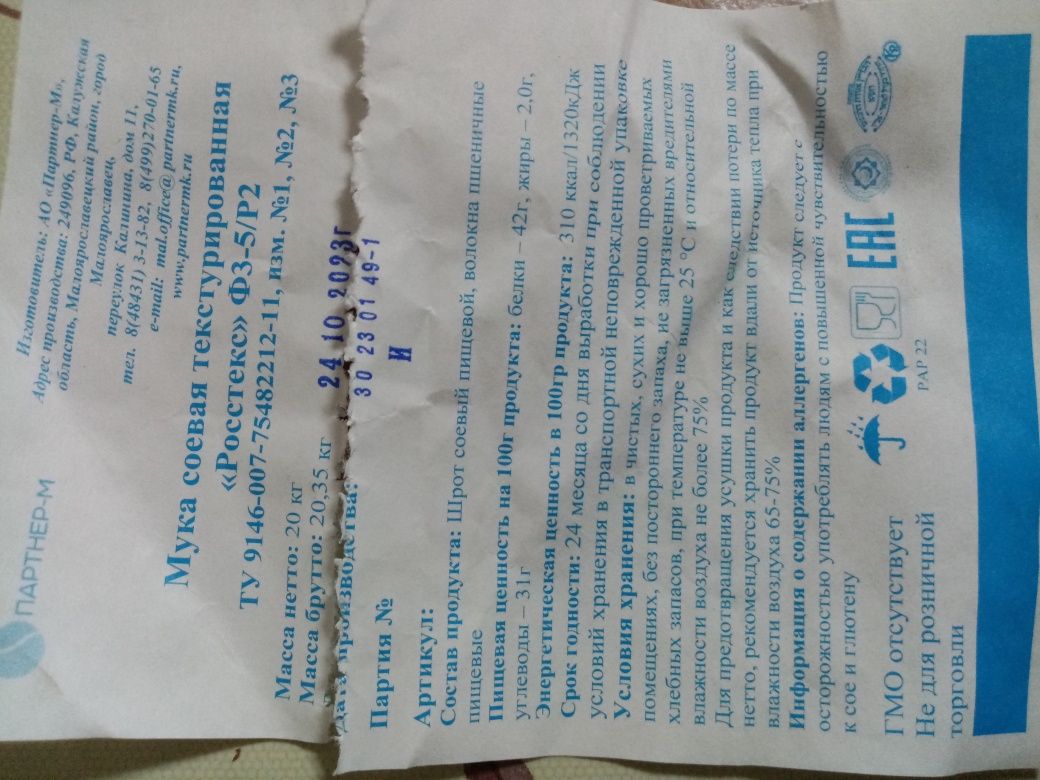 ПАРТНЕР-М
Изготовитель: АО «Партнер-М»,
Адрес производства: 249096, РФ, Калужская
область, Малоярославецкий район, город
Малоярославец,
переулок Калинина, дом 11,
тел. 8(48431) 3-13-82, 8(499)270-01-65
e-mail: mal.office@partnermk.ru,
www.partnermk.ru
Мука соевая текстурированная
«Ростекс» ФЗ-5/Р2
ТУ 9146-007-75482212-11, изм. №1, №2, №3
Масса нетто: 20 кг
Масса брутто: 20,35 кг
Дата производства: 24 10 2023г
30 23 01 49-1
Партия № И
Артикул:
Состав продукта: Шрот соевый пищевой, волокна пшеничные
пищевые
Пищевая ценность на 100г продукта: белки – 42г, жиры – 2,0г,
углеводы – 31г
Энергетическая ценность в 100гр продукта: 310 ккал/1320кДж
Срок годности: 24 месяца со дня выработки при соблюдении
условий хранения в транспортной неповрежденной упаковке
Условия хранения: в чистых, сухих и хорошо проветриваемых
помещениях, без постороннего запаха, не загрязненных вредителями
хлебных запасов, при температуре не выше 25 °С и относительной
влажности воздуха не более 75%
Для предотвращения усушки продукта и как следствии потери по массе
нетто, рекомендуется хранить продукт вдали от источника тепла при
влажности воздуха 65-75%
Информация о содержании аллергенов: Продукт следует с
осторожностью употреблять людям с повышенной чувствительностью
к сое и глютену
ГМО отсутствует
Не для розничной
торговли
PAP 22
EAC